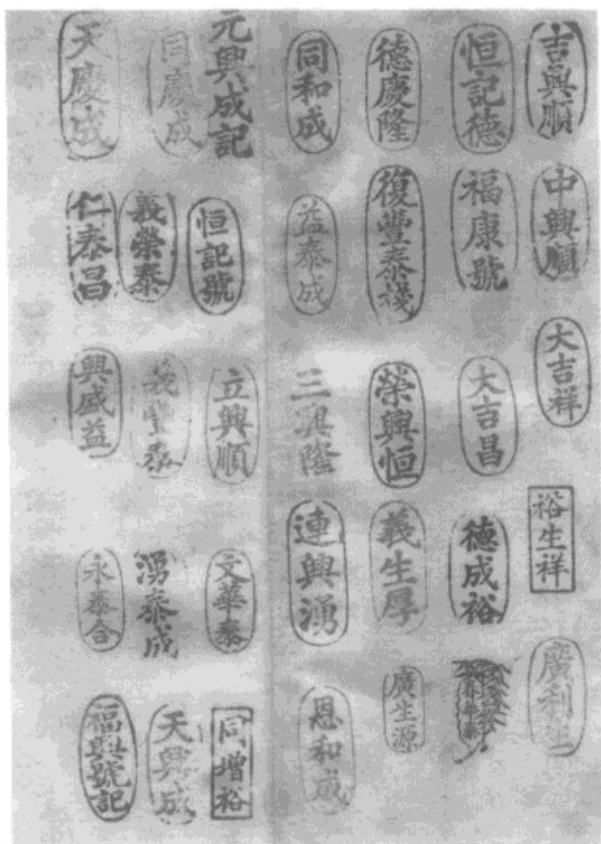 吉興順
中興順
大吉祥
裕生祥
廣利
恒記德
福康號
大吉昌
德成裕
德慶隆
復豐泰棧
榮興恒
義生厚
廣生源
同和成
益泰成
三興隆
連興湧
恩和成
元興成記
恒記號
立興順
文華泰
同增裕
同慶成
義榮泰
義豐泰
湧泰成
天興成
天慶成
仁泰昌
興盛益
永泰合
福興號記